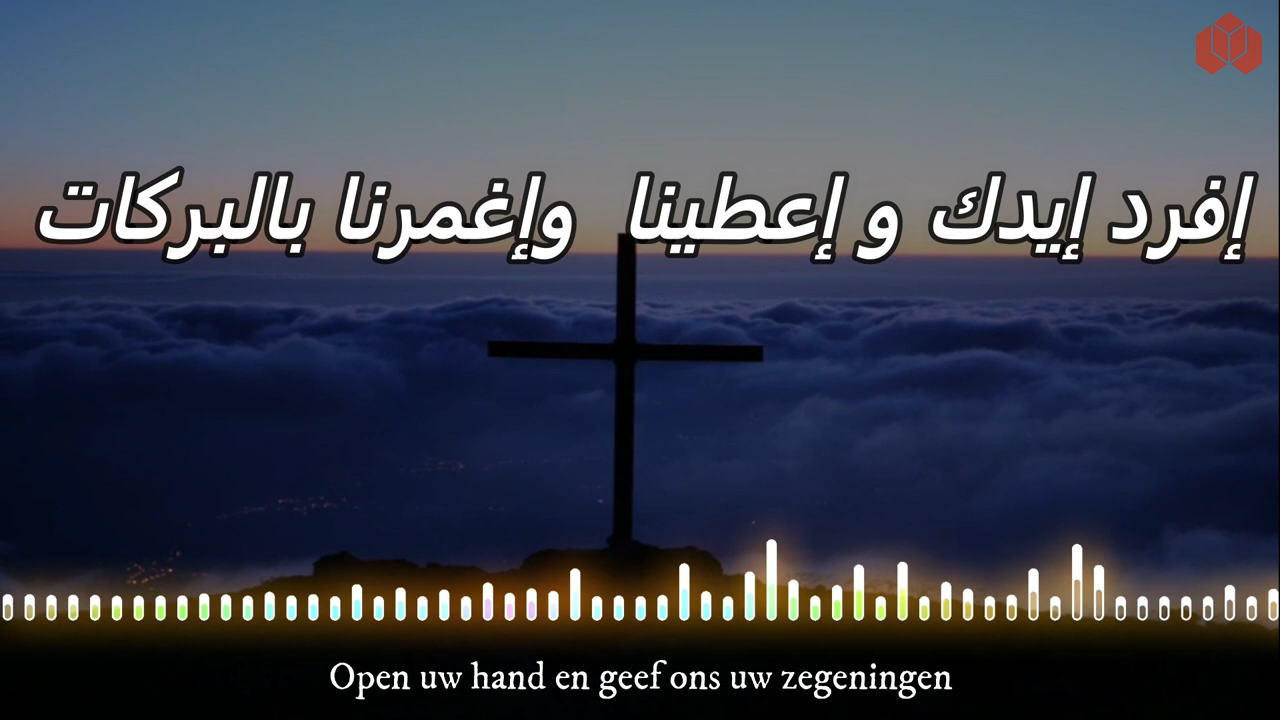 إفرد إيدك و إعطينا وإغمرنا بالبركات
Open uw hand en geef ons uw zegeningen